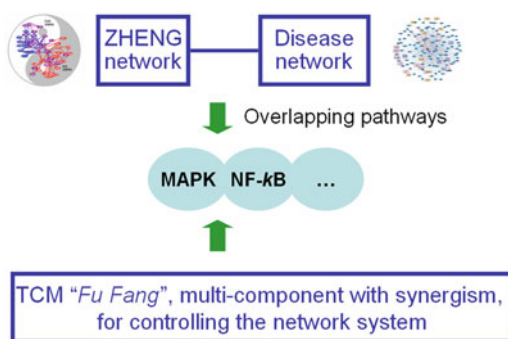 ZHENG Disease
network network
Overlapping pathways
MAPK NF-kB ...
TCM “Fu Fang”, multi-component with synergism,
for controlling the network system